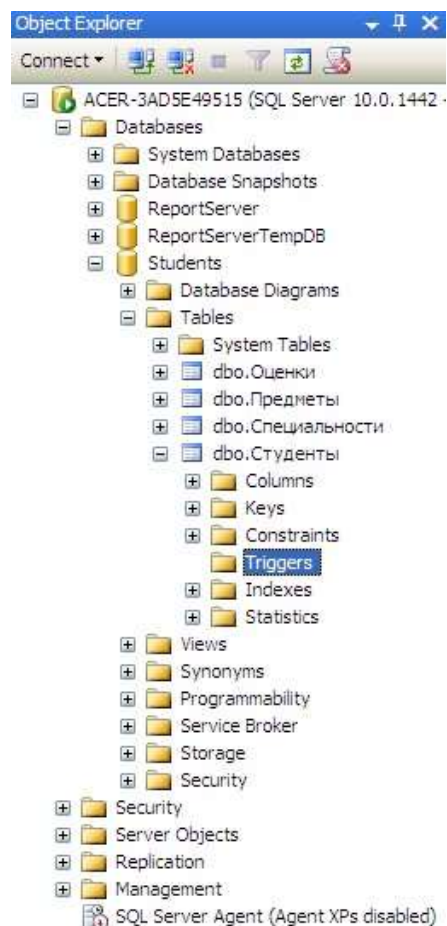 Object Explorer
Connect
ACER-3AD5E49515 (SQL Server 10.0.1442 -
Databases
System Databases
Database Snapshots
ReportServer
ReportServerTempDB
Students
Database Diagrams
Tables
System Tables
dbo.Оценки
dbo.Предметы
dbo.Специальности
dbo.Студенты
Columns
Keys
Constraints
Triggers
Indexes
Statistics
Views
Synonyms
Programmability
Service Broker
Storage
Security
Security
Server Objects
Replication
Management
SQL Server Agent (Agent XPs disabled)